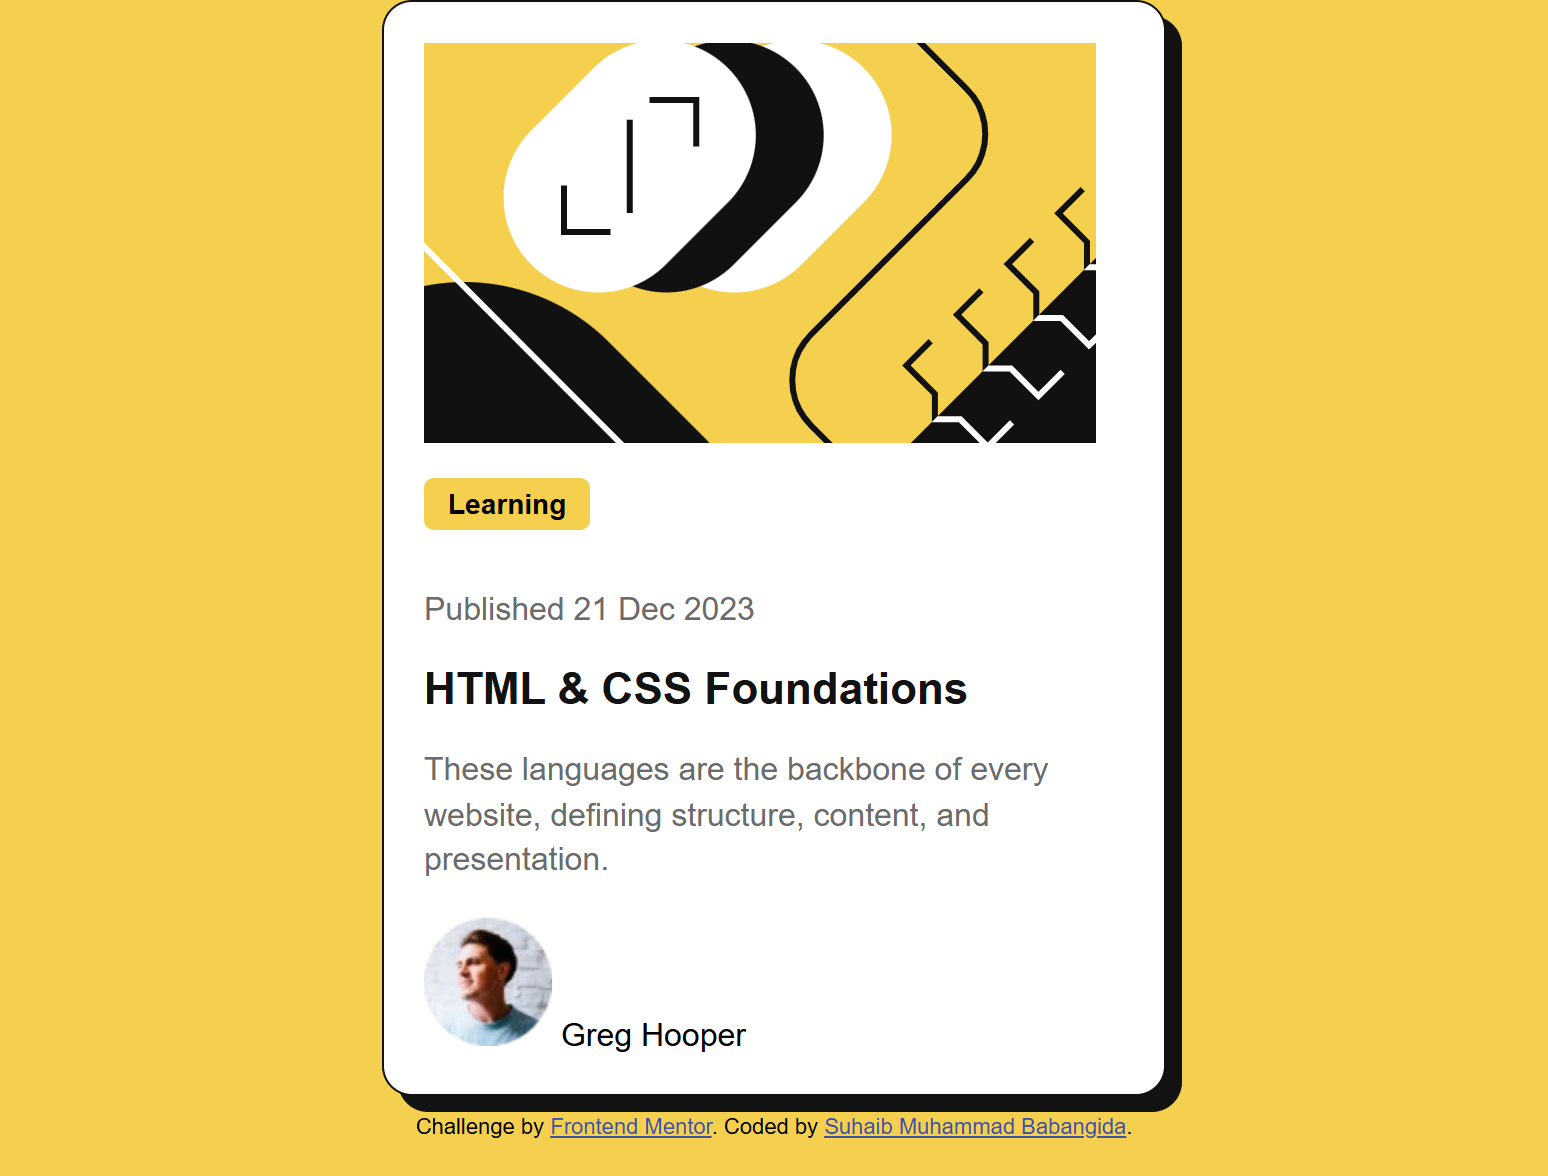 Learning
Published 21 Dec 2023
HTML & CSS Foundations
These languages are the backbone of every
website, defining structure, content, and
presentation.
Greg Hooper
Challenge by Frontend Mentor. Coded by Suhaib Muhammad Babangida.